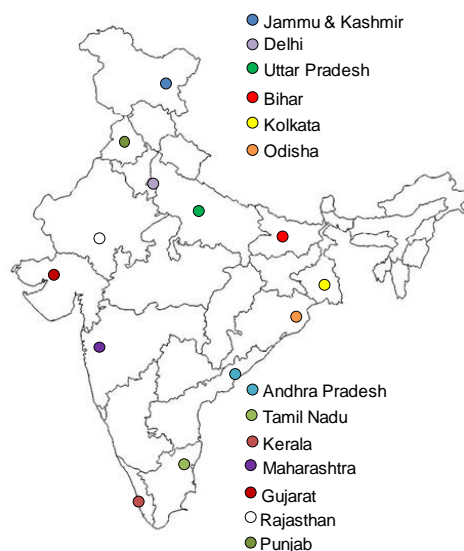 Jammu & Kashmir
Delhi
Uttar Pradesh
Bihar
Kolkata
Odisha
Andhra Pradesh
Tamil Nadu
Kerala
Maharashtra
Gujarat
Rajasthan
Punjab